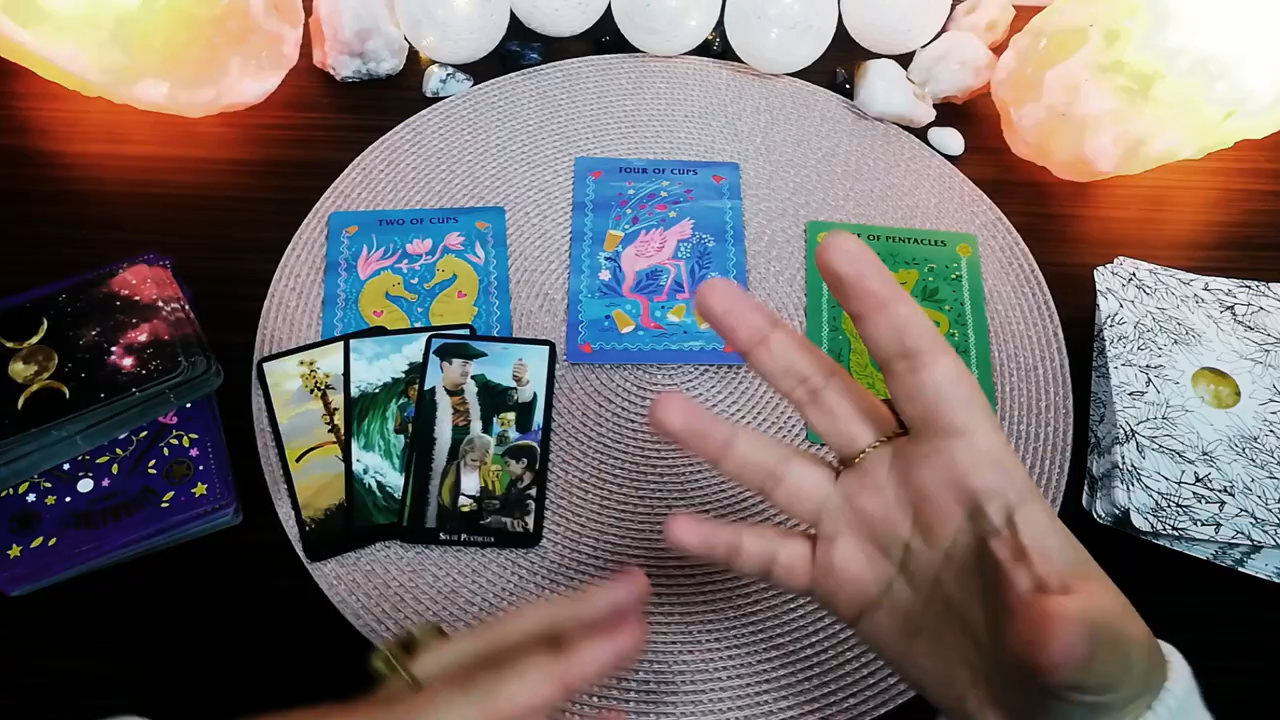 TWO OF CUPS
FOUR OF CUPS
OF PENTACLES
SIX OF PENTACLES